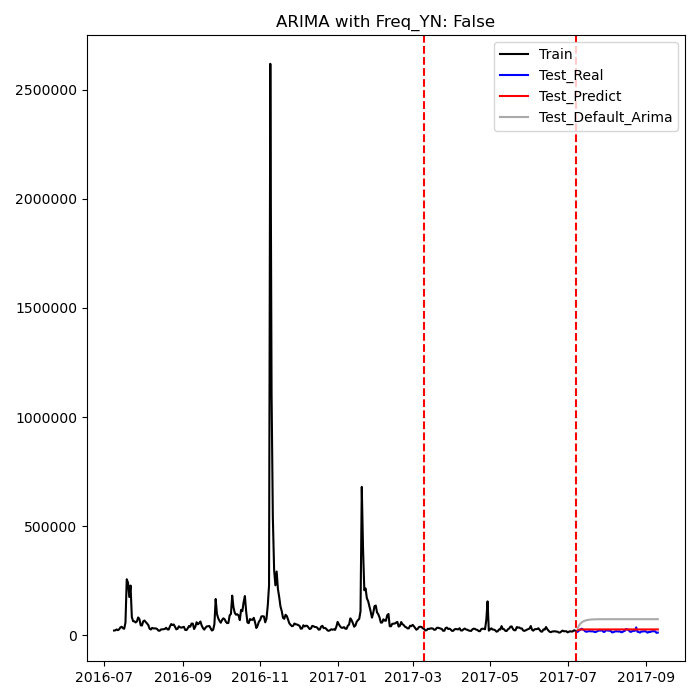 ARIMA with Freq_YN: False
Train
Test_Real
Test_Predict
Test_Default_Arima
2500000
2000000
1500000
1000000
500000
0
2016-07 2016-09 2016-11 2017-01 2017-03 2017-05 2017-07 2017-09